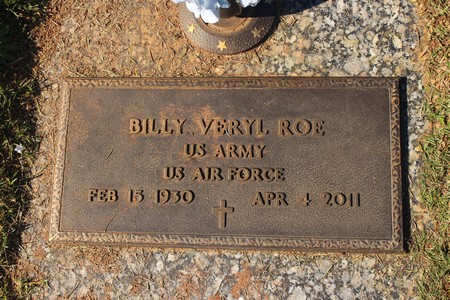 BILLY VERYL ROE
US ARMY
US AIR FORCE
FEB 15 1930 APR 4 2011